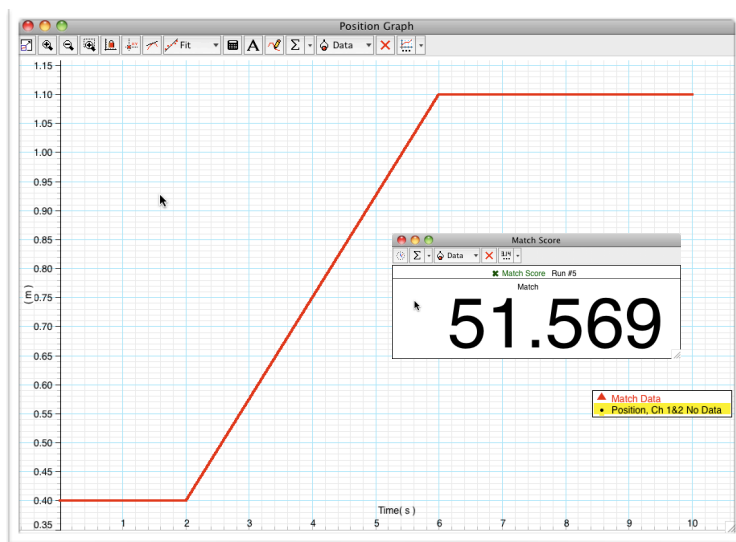 Position Graph
Fit
A
Σ
Data
1.15
1.10
1.05
1.00
0.95
0.90
0.85
0.80
0.75
(m)
0.70
0.65
0.60
0.55
0.50
0.45
0.40
0.35
Match Score
Σ
Data
3.14
Match Score Run #5
Match
51.569
Match Data
Position, Ch 1&2 No Data
Time( s )
1 2 3 4 5 6 7 8 9 10